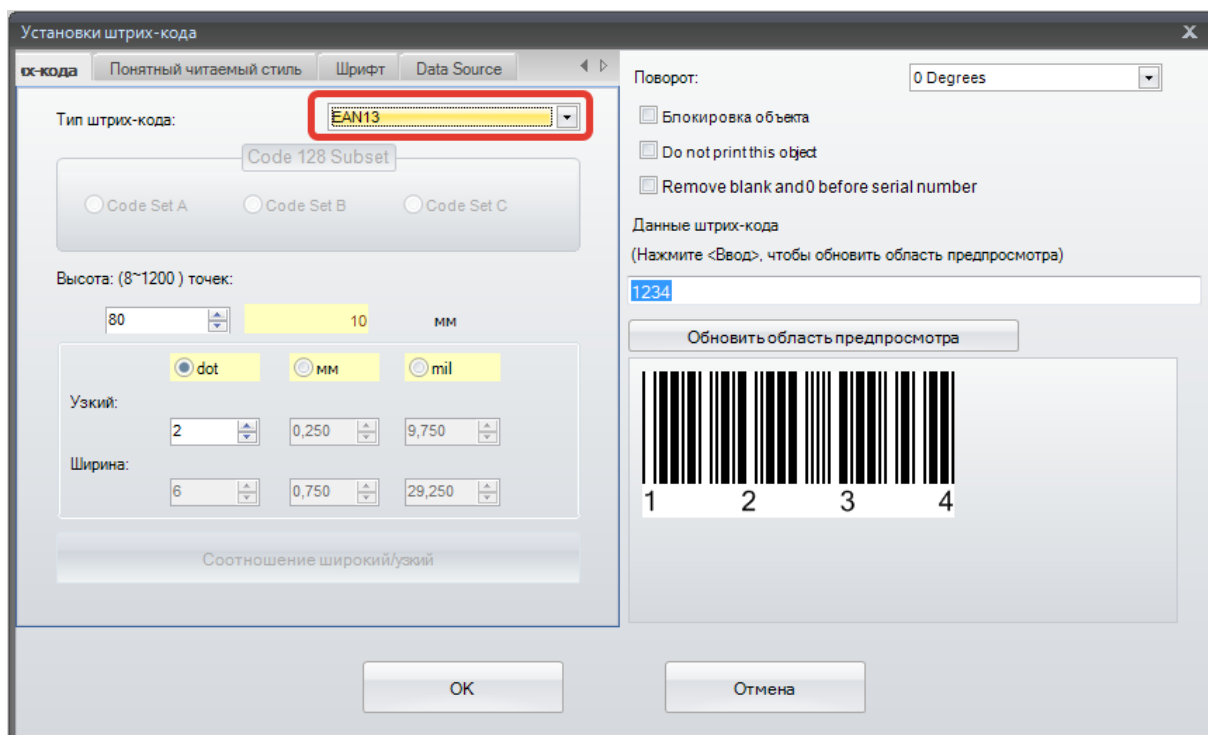 Установки штрих-кода
х-кода Понятный читаемый стиль Шрифт Data Source
Тип штрих-кода: EAN13
Code 128 Subset
Code Set A Code Set B Code Set C
Высота: (8~1200 ) точек:
80 10 мм
dot мм mil
Узкий:
2 0,250 9,750
Ширина:
6 0,750 29,250
Соотношение широкий/узкий
Поворот: 0 Degrees
Блокировка объекта
Do not print this object
Remove blank and 0 before serial number
Данные штрих-кода
(Нажмите <Ввод>, чтобы обновить область предпросмотра)
1234
Обновить область предпросмотра
1 2 3 4
OK Отмена